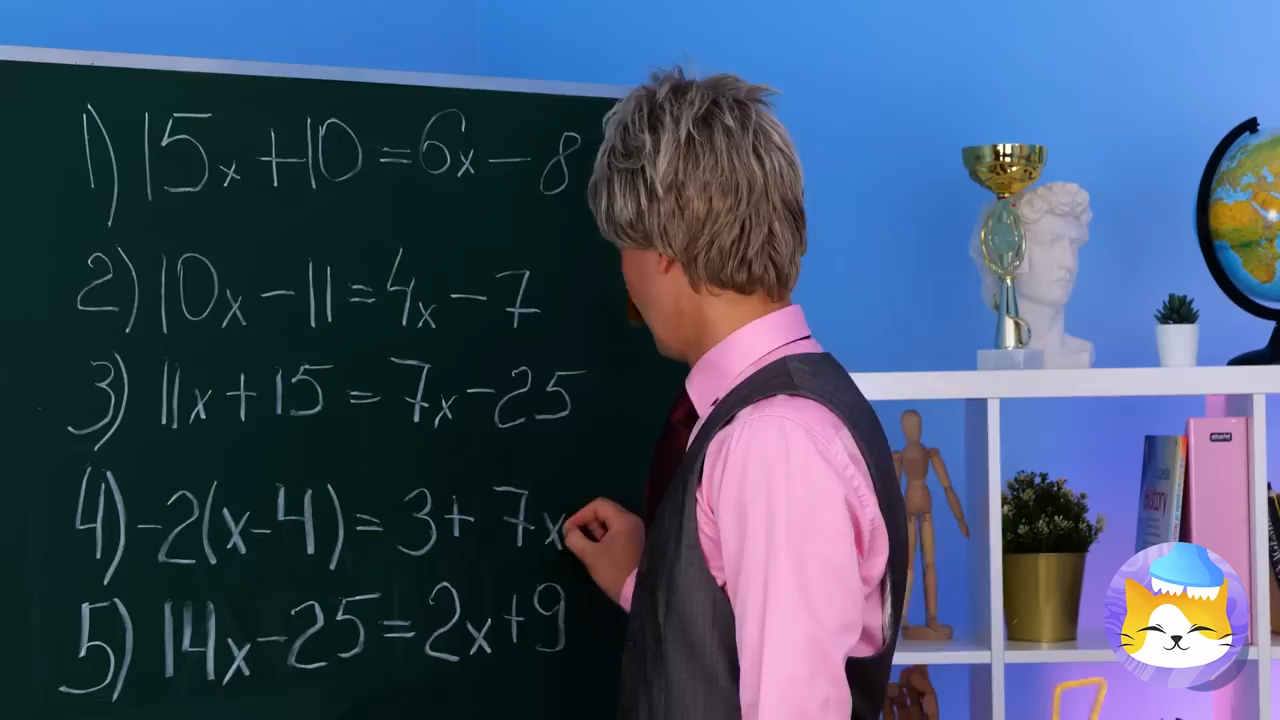 1) 15x + 10 = 6x - 8
2) 10x - 11 = 4x - 7
3) 11x + 15 = 7x - 25
4) -2(x - 4) = 3 + 7x
5) 14x - 25 = 2x + 9
History